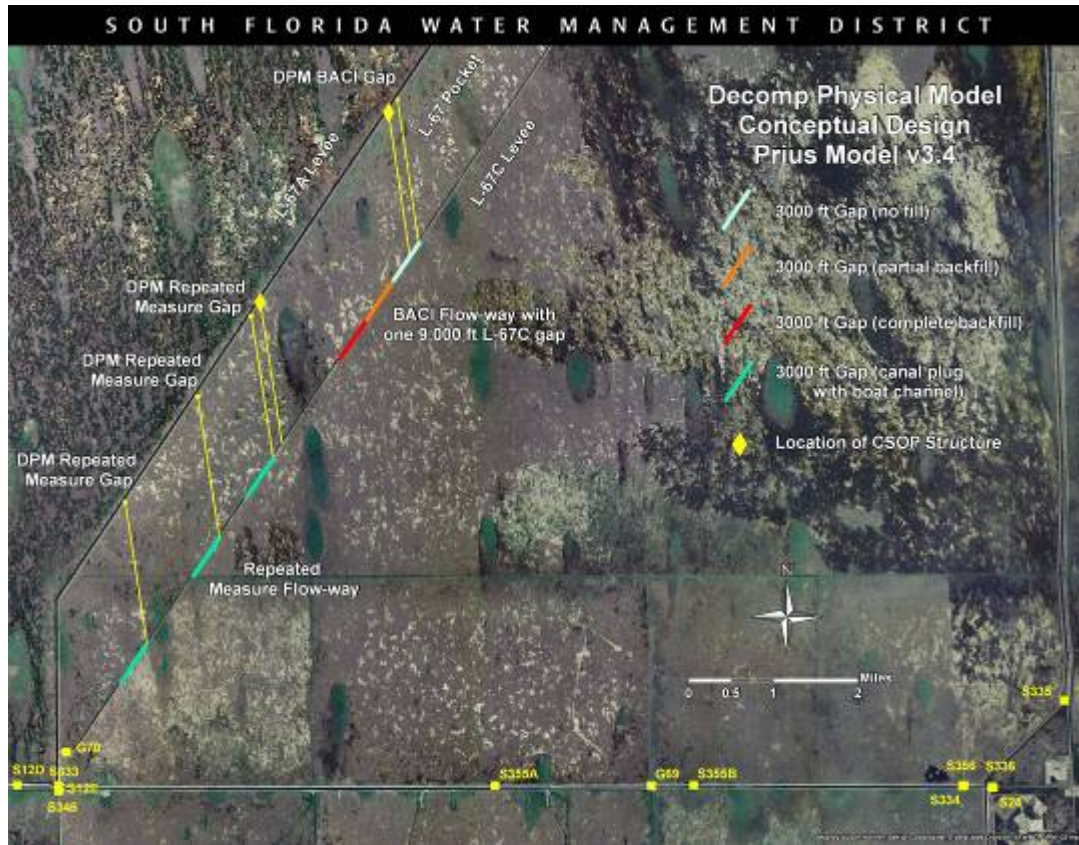 SOUTH FLORIDA WATER MANAGEMENT DISTRICT
DPM BACI Gap
L-67 Pocket
L-67A Levee
L-67C Levee
Decomp Physical Model
Conceptual Design
Prius Model v3.4
3000 ft Gap (no fill)
3000 ft Gap (partial backfill)
3000 ft Gap (complete backfill)
3000 ft Gap (canal plug
with boat channel)
Location of CSOP Structure
DPM Repeated
Measure Gap
BACI Flow-way with
one 9,000 ft L-67C gap
DPM Repeated
Measure Gap
DPM Repeated
Measure Gap
Repeated
Measure Flow-way
N
0 0.5 1 2 Miles
S335
G70
S12D
S333
S12E
S346
S355A
G69
S355B
S356
S334
S336
S24